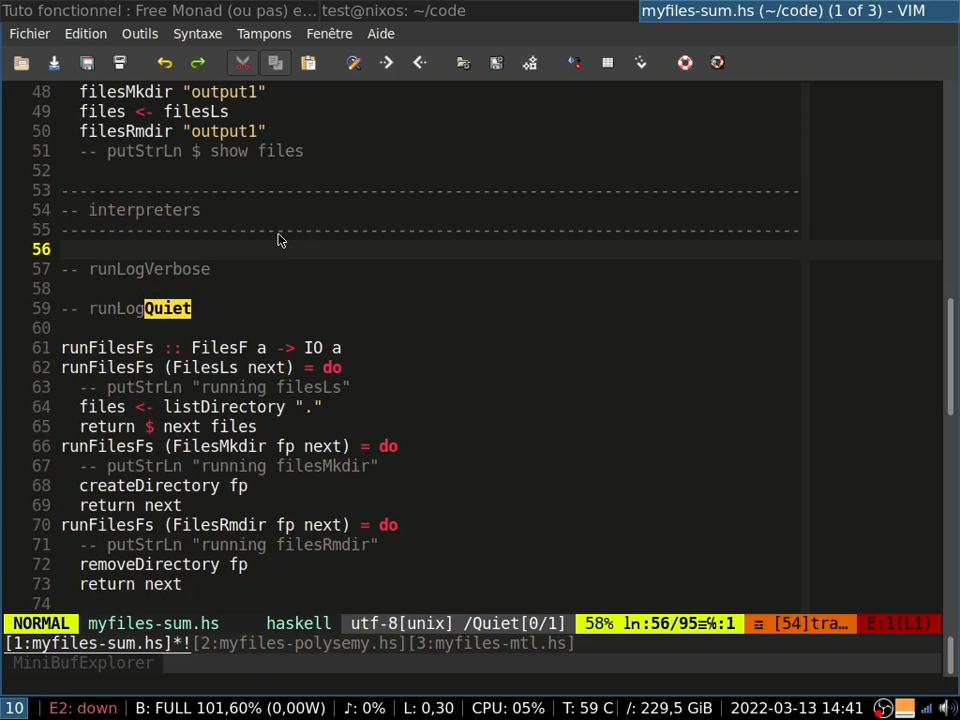 Tuto fonctionnel : Free Monad (ou pas) e... test@nixos: ~/code myfiles-sum.hs (~/code) (1 of 3) - VIM
Fichier Edition Outils Syntaxe Tampons Fenêtre Aide
48 filesMkdir "output1"
49 files <- filesLs
50 filesRmdir "output1"
51 -- putStrLn $ show files
52
53 -------------------------------------------------------------------------------
54 -- interpreters
55 -------------------------------------------------------------------------------
56
57 -- runLogVerbose
58
59 -- runLogQuiet
60
61 runFilesFs :: FilesF a -> IO a
62 runFilesFs (FilesLs next) = do
63 -- putStrLn "running filesLs"
64 files <- listDirectory "."
65 return $ next files
66 runFilesFs (FilesMkdir fp next) = do
67 -- putStrLn "running filesMkdir"
68 createDirectory fp
69 return next
70 runFilesFs (FilesRmdir fp next) = do
71 -- putStrLn "running filesRmdir"
72 removeDirectory fp
73 return next
74
NORMAL myfiles-sum.hs haskell utf-8[unix] /Quiet[0/1] 58% ln:56/95≡℅:1 ≡ [54]tra… E:1(L1)
[1:myfiles-sum.hs]*![2:myfiles-polysemy.hs][3:myfiles-mtl.hs]
MiniBufExplorer
10 E2: down B: FULL 101,60% (0,00W) ♪: 0% L: 0,30 CPU: 05% T: 59 C /: 229,5 GiB 2022-03-13 14:41